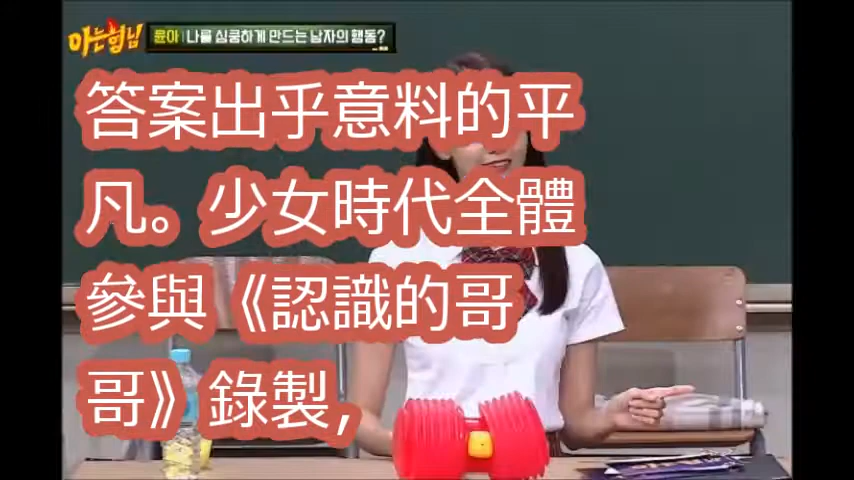 아는형님
윤아 | 나를 심쿵하게 만드는 남자의 행동?
答案出乎意料的平
凡。少女時代全體
參與《認識的哥
哥》錄製，